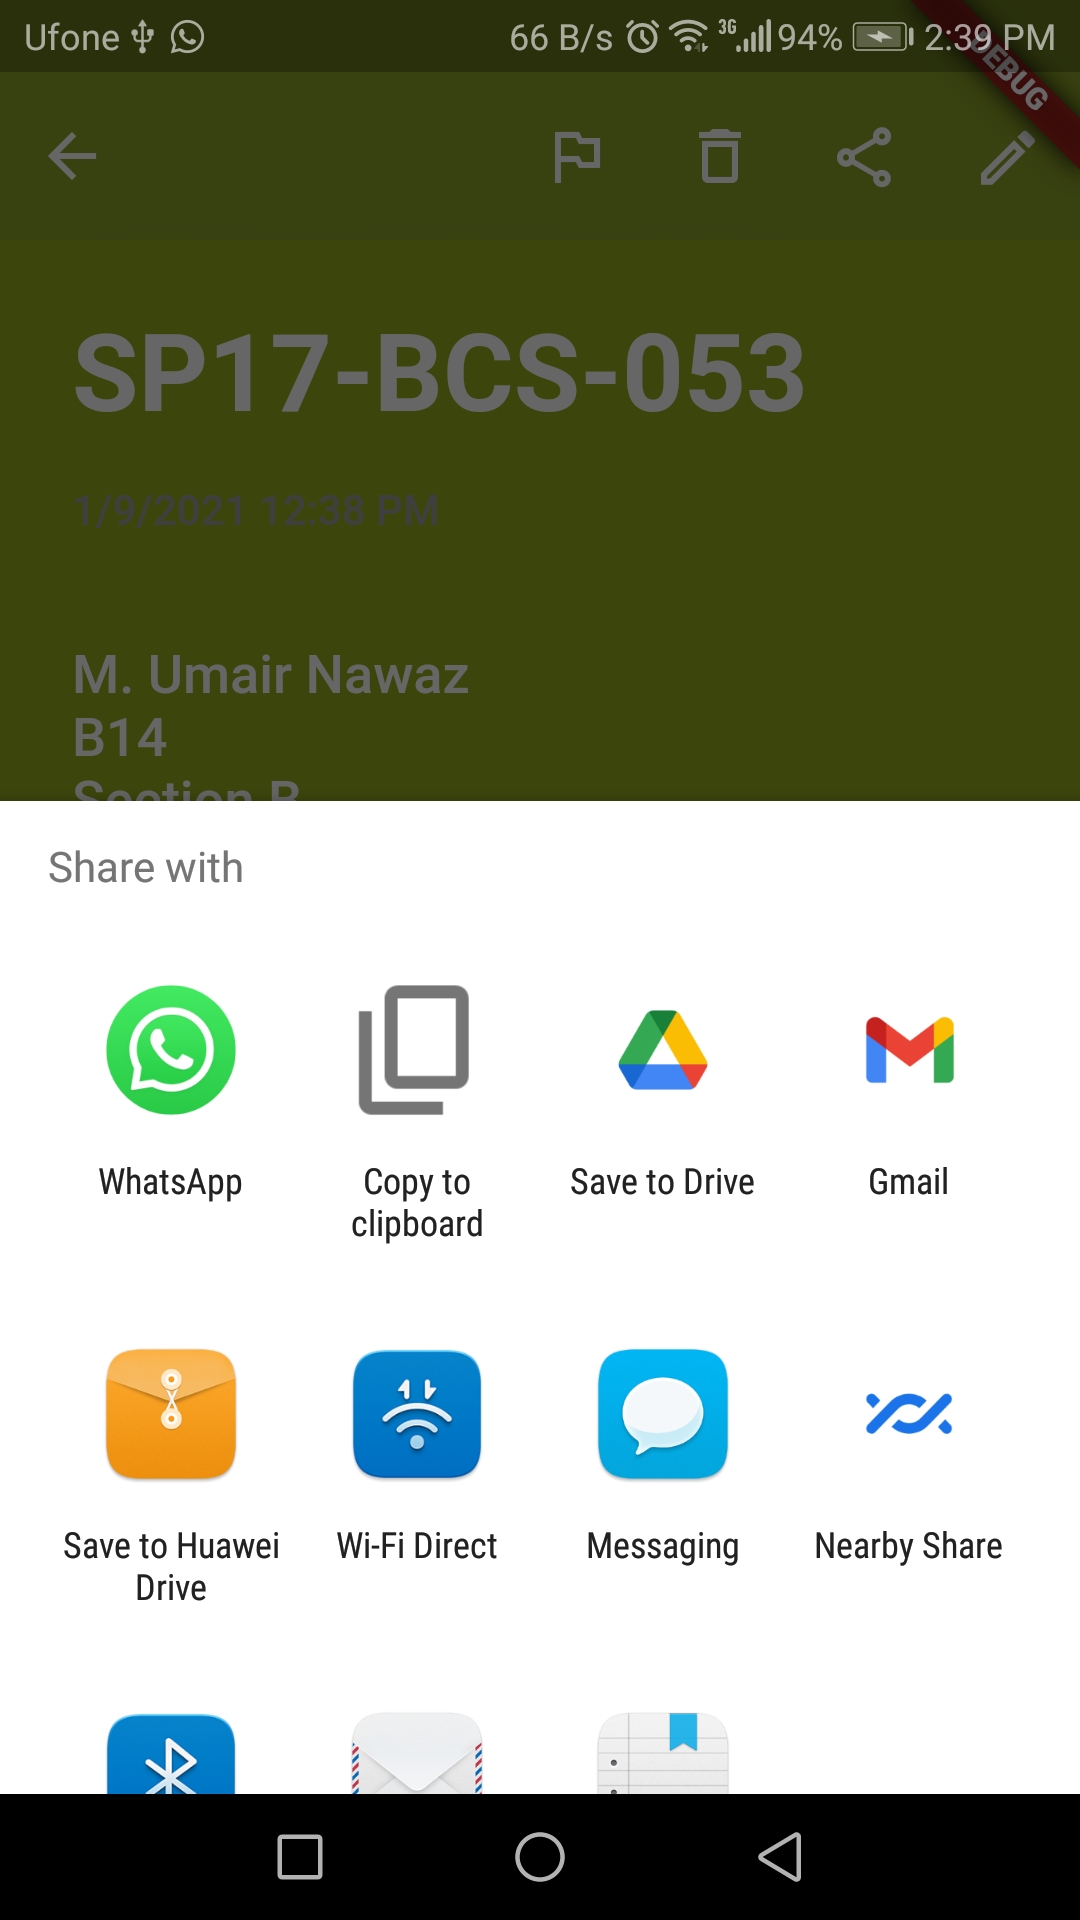 Ufone 66 B/s 3G 94% 2:39 PM
DEBUG
SP17-BCS-053
1/9/2021 12:38 PM
M. Umair Nawaz
B14
Section B
Share with
WhatsApp
Copy to
clipboard
Save to Drive
Gmail
Save to Huawei
Drive
Wi-Fi Direct
Messaging
Nearby Share